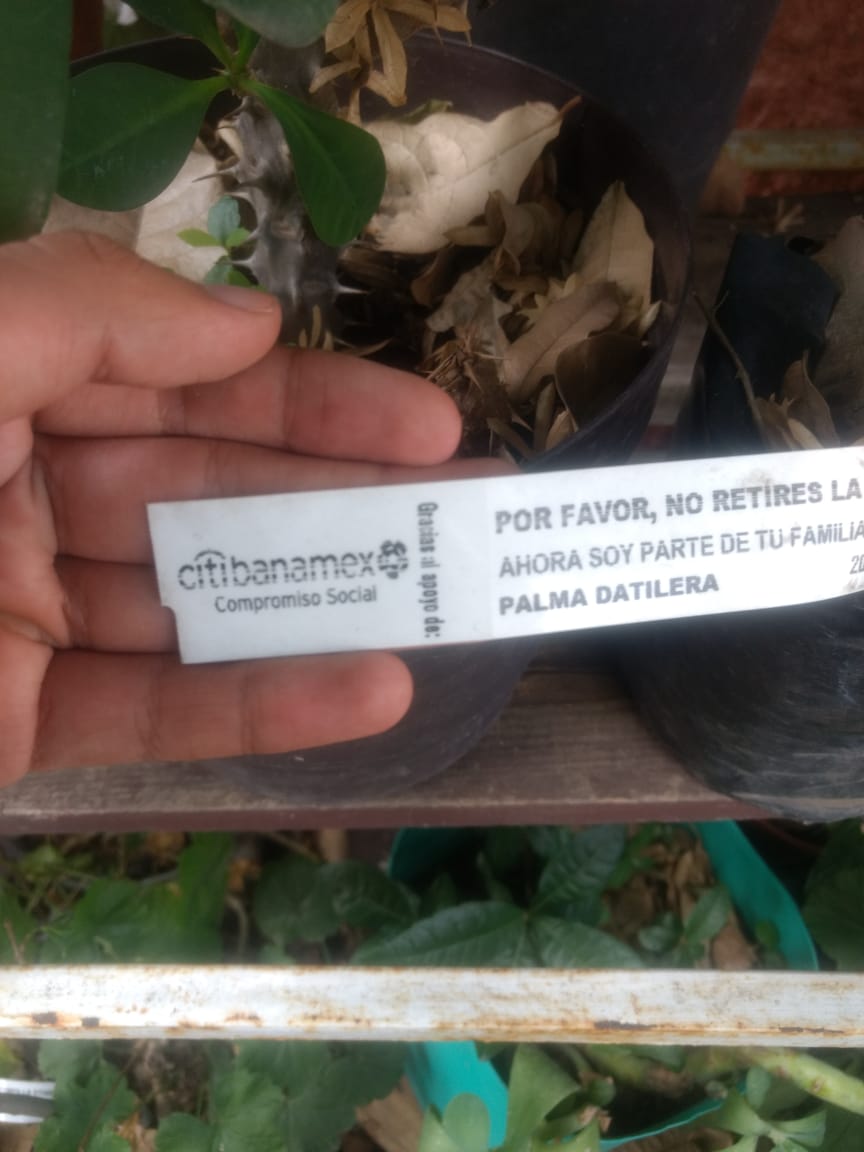 citibanamex
Compromiso Social
Gracias al apoyo de:
POR FAVOR, NO RETIRES LA
AHORA SOY PARTE DE TU FAMILIA
20
PALMA DATILERA